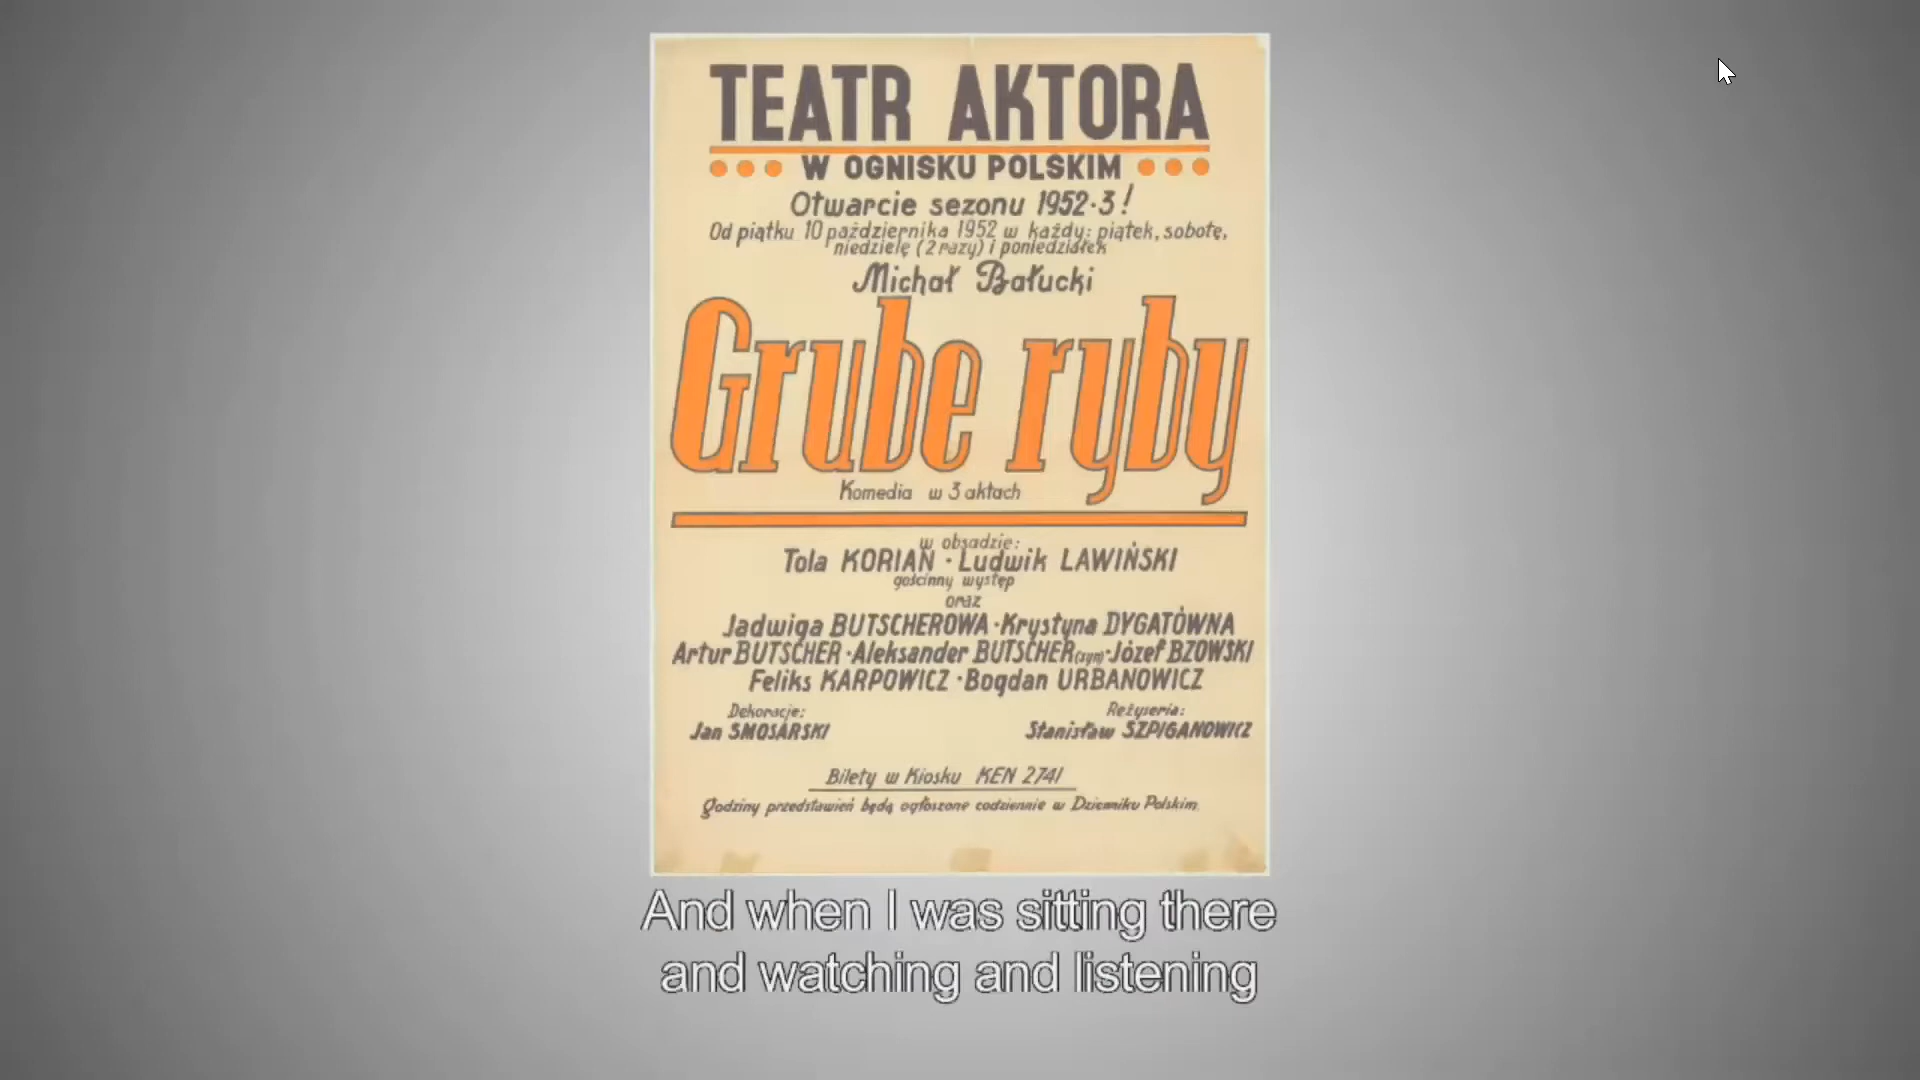 TEATR AKTORA
W OGNISKU POLSKIM
Otwarcie sezonu 1952-3!
Od piątku 10 października 1952 w każdy: piątek, sobotę,
niedzielę (2 razy) i poniedziałek
Michał Bałucki
Grube ryby
Komedia w 3 aktach
w obsadzie:
Tola KORIAN · Ludwik LAWIŃSKI
gościnny występ
oraz
Jadwiga BUTSCHEROWA · Krystyna DYGATÓWNA
Artur BUTSCHER · Aleksander BUTSCHER (syn) · Józef BZOWSKI
Feliks KARPOWICZ · Bogdan URBANOWICZ
Dekoracje:
Jan SMOSARSKI
Reżyseria:
Stanisław SZPIGANOWICZ
Bilety w Kiosku KEN 2741
Godziny przedstawień będą ogłoszone codziennie w Dzienniku Polskim.
And when I was sitting there
and watching and listening